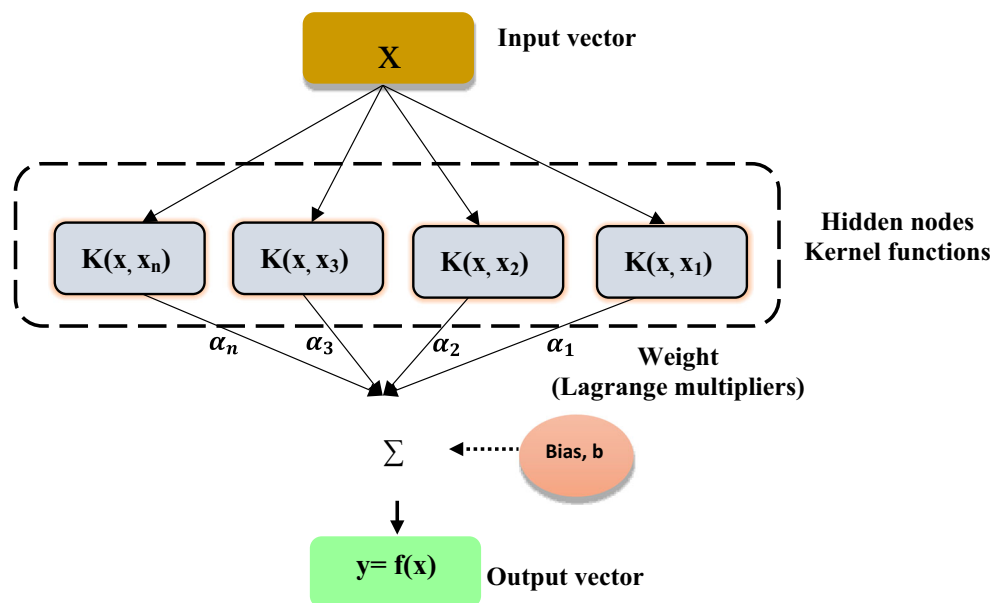 Input vector
X
Hidden nodes
Kernel functions
K(x, xₙ) K(x, x₃) K(x, x₂) K(x, x₁)
αₙ α₃ α₂ α₁
Weight
(Lagrange multipliers)
∑
Bias, b
y= f(x)
Output vector